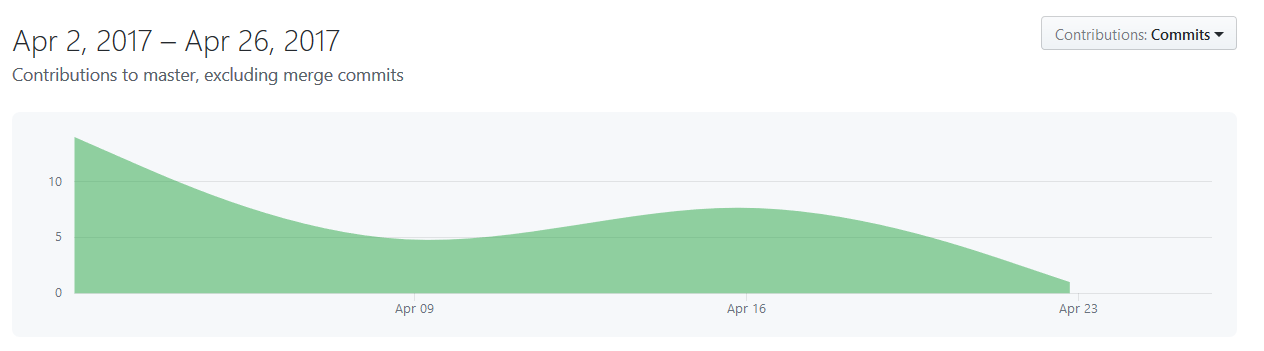 Apr 2, 2017 – Apr 26, 2017
Contributions: Commits
Contributions to master, excluding merge commits
10
5
0
Apr 09
Apr 16
Apr 23